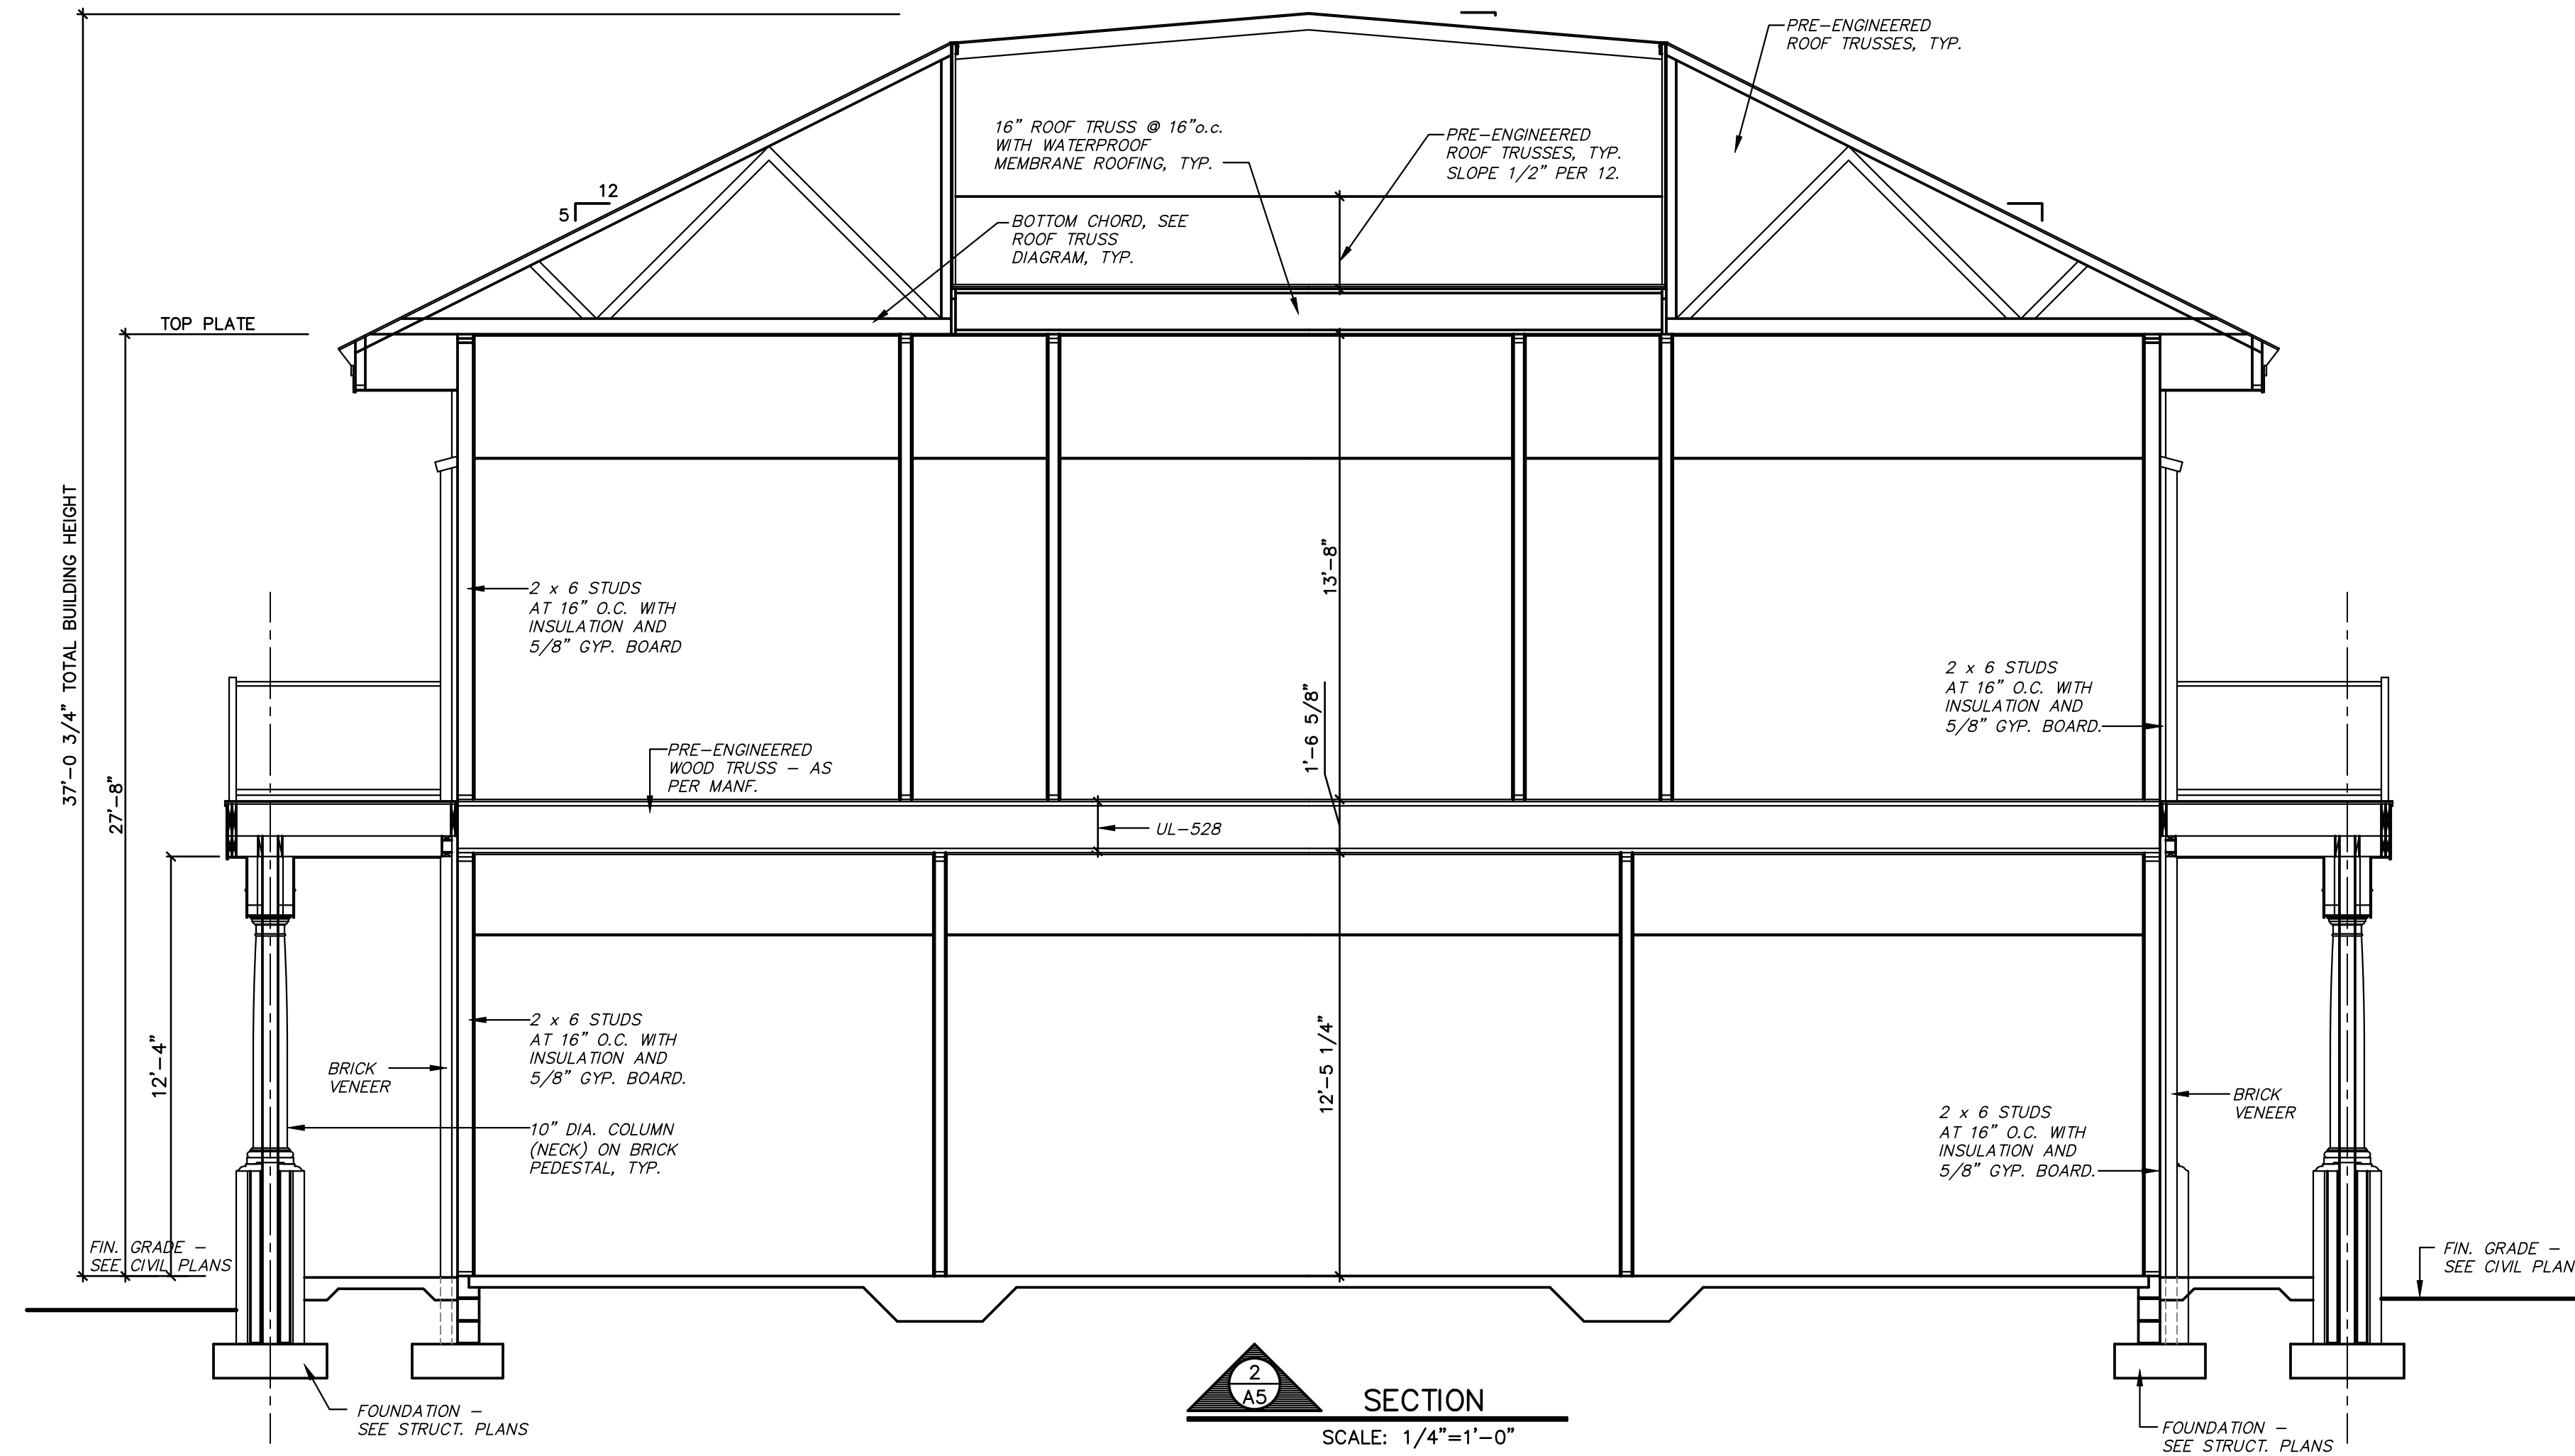 PRE-ENGINEERED
ROOF TRUSSES, TYP.
16" ROOF TRUSS @ 16"o.c.
WITH WATERPROOF
MEMBRANE ROOFING, TYP.
PRE-ENGINEERED
ROOF TRUSSES, TYP.
SLOPE 1/2" PER 12.
12
5
BOTTOM CHORD, SEE
ROOF TRUSS
DIAGRAM, TYP.
TOP PLATE
37'-0 3/4" TOTAL BUILDING HEIGHT
27'-8"
12'-4"
13'-8"
1'-6 5/8"
12'-5 1/4"
2 x 6 STUDS
AT 16" O.C. WITH
INSULATION AND
5/8" GYP. BOARD
2 x 6 STUDS
AT 16" O.C. WITH
INSULATION AND
5/8" GYP. BOARD.
PRE-ENGINEERED
WOOD TRUSS - AS
PER MANF.
UL-528
2 x 6 STUDS
AT 16" O.C. WITH
INSULATION AND
5/8" GYP. BOARD.
BRICK
VENEER
10" DIA. COLUMN
(NECK) ON BRICK
PEDESTAL, TYP.
2 x 6 STUDS
AT 16" O.C. WITH
INSULATION AND
5/8" GYP. BOARD.
BRICK
VENEER
FIN. GRADE -
SEE CIVIL PLANS
FIN. GRADE -
SEE CIVIL PLAN
FOUNDATION -
SEE STRUCT. PLANS
2
A5
SECTION
SCALE: 1/4"=1'-0"
FOUNDATION -
SEE STRUCT. PLANS